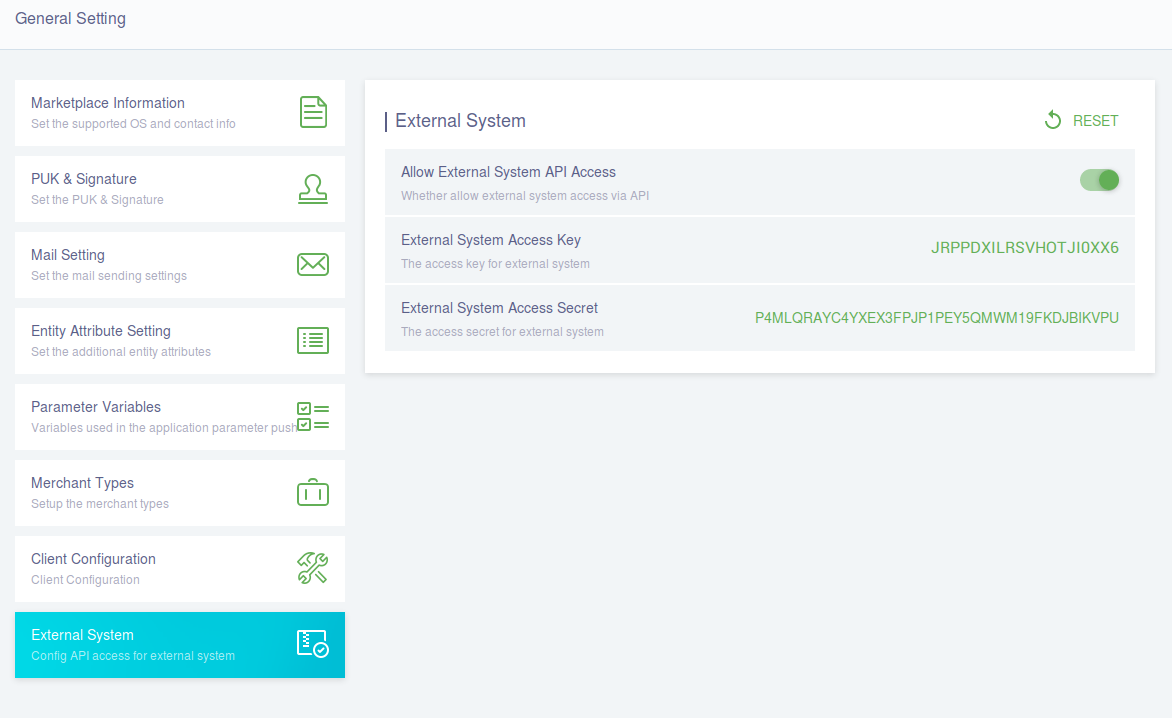 General Setting
Marketplace Information
Set the supported OS and contact info
PUK & Signature
Set the PUK & Signature
Mail Setting
Set the mail sending settings
Entity Attribute Setting
Set the additional entity attributes
Parameter Variables
Variables used in the application parameter push
Merchant Types
Setup the merchant types
Client Configuration
Client Configuration
External System
Config API access for external system
External System
RESET
Allow External System API Access
Whether allow external system access via API
External System Access Key
JRPPDXILRSVHOTJI0XX6
The access key for external system
External System Access Secret
P4MLQRAYC4YXEX3FPJP1PEY5QMWM19FKDJBIKVPU
The access secret for external system